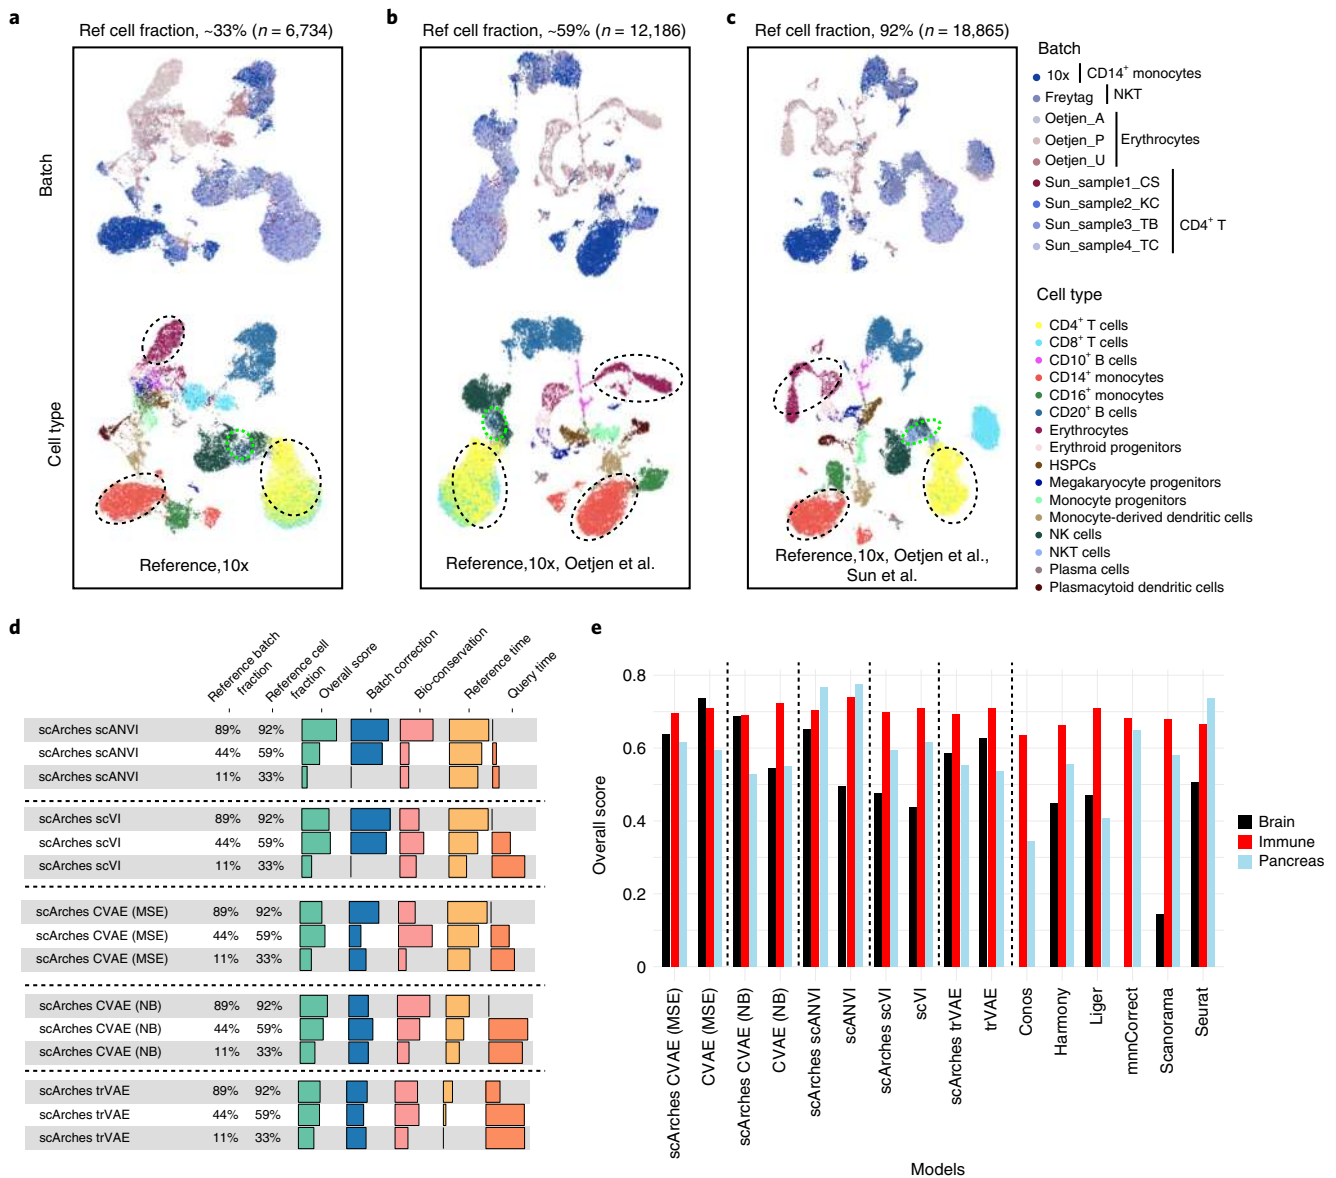 a
Ref cell fraction, ~33% (n = 6,734)
b
Ref cell fraction, ~59% (n = 12,186)
c
Ref cell fraction, 92% (n = 18,865)
Batch
Cell type
Reference,10x
Reference,10x, Oetjen et al.
Reference,10x, Oetjen et al.,
Sun et al.
Batch
10x
CD14⁺ monocytes
Freytag
NKT
Oetjen_A
Oetjen_P
Oetjen_U
Erythrocytes
Sun_sample1_CS
Sun_sample2_KC
Sun_sample3_TB
Sun_sample4_TC
CD4⁺ T
Cell type
CD4⁺ T cells
CD8⁺ T cells
CD10⁺ B cells
CD14⁺ monocytes
CD16⁺ monocytes
CD20⁺ B cells
Erythrocytes
Erythroid progenitors
HSPCs
Megakaryocyte progenitors
Monocyte progenitors
Monocyte-derived dendritic cells
NK cells
NKT cells
Plasma cells
Plasmacytoid dendritic cells
d
Reference batch
fraction
Reference cell
fraction
Overall score
Batch correction
Bio-conservation
Reference time
Query time
scArches scANVI 89% 92%
scArches scANVI 44% 59%
scArches scANVI 11% 33%
scArches scVI 89% 92%
scArches scVI 44% 59%
scArches scVI 11% 33%
scArches CVAE (MSE) 89% 92%
scArches CVAE (MSE) 44% 59%
scArches CVAE (MSE) 11% 33%
scArches CVAE (NB) 89% 92%
scArches CVAE (NB) 44% 59%
scArches CVAE (NB) 11% 33%
scArches trVAE 89% 92%
scArches trVAE 44% 59%
scArches trVAE 11% 33%
e
Overall score
0.8
0.6
0.4
0.2
0
scArches CVAE (MSE)
CVAE (MSE)
scArches CVAE (NB)
CVAE (NB)
scArches scANVI
scANVI
scArches scVI
scVI
scArches trVAE
trVAE
Conos
Harmony
Liger
mnnCorrect
Scanorama
Seurat
Models
Brain
Immune
Pancreas